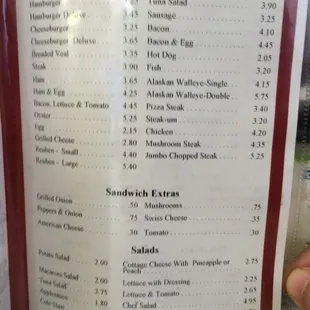 Hamburger
Hamburger Deluxe 3.45
Cheeseburger 3.25
Cheeseburger Deluxe 3.65
Breaded Veal 3.35
Steak 3.90
Ham 3.65
Ham & Egg 4.25
Bacon, Lettuce & Tomato 4.45
Oyster 5.25
Egg 2.15
Grilled Cheese 2.80
Reuben - Small 4.40
Reuben - Large 5.40
Tuna Salad 3.90
Sausage 3.25
Bacon 4.10
Bacon & Egg 4.45
Hot Dog 2.05
Fish 3.20
Alaskan Walleye-Single 4.15
Alaskan Walleye-Double 5.75
Pizza Steak 3.40
Steak-um 3.25
Chicken 4.20
Mushroom Steak 4.35
Jumbo Chopped Steak 5.25
Sandwich Extras
Grilled Onion .50
Peppers & Onion .75
American Cheese .30
Mushrooms .75
Swiss Cheese .35
Tomato .30
Salads
Potato Salad 2.00
Macaroni Salad 2.00
Tuna Salad 3.75
Applesauce 1.80
Cole Slaw
Cottage Cheese With Pineapple or
Peach 2.75
Lettuce with Dressing 2.25
Lettuce & Tomato 2.65
Chef Salad 4.95